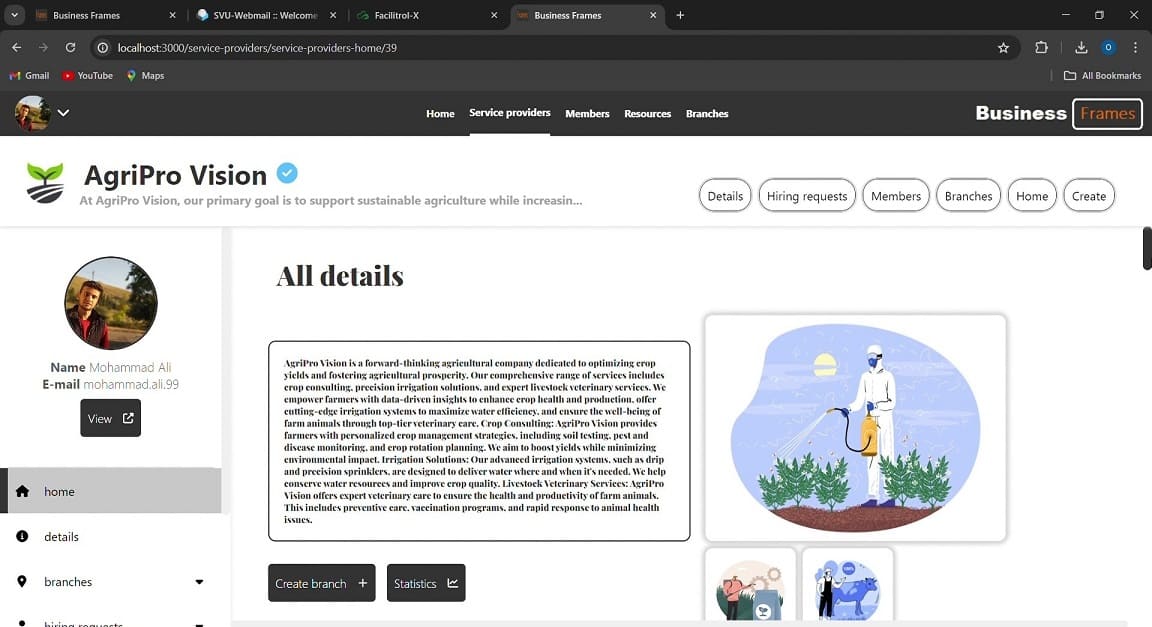 Business Frames
SVU-Webmail :: Welcome
Facilitrol-X
Business Frames
localhost:3000/service-providers/service-providers-home/39
O
Gmail
YouTube
Maps
All Bookmarks
Home
Service providers
Members
Resources
Branches
Business Frames
AgriPro Vision
At AgriPro Vision, our primary goal is to support sustainable agriculture while increasin...
Details
Hiring requests
Members
Branches
Home
Create
Name Mohammad Ali
E-mail mohammad.ali.99
View
home
details
branches
hiring requests
All details
AgriPro Vision is a forward-thinking agricultural company dedicated to optimizing crop
yields and fostering agricultural prosperity. Our comprehensive range of services includes
crop consulting, precision irrigation solutions, and expert livestock veterinary services. We
empower farmers with data-driven insights to enhance crop health and production, offer
cutting-edge irrigation systems to maximize water efficiency, and ensure the well-being of
farm animals through top-tier veterinary care. Crop Consulting: AgriPro Vision provides
farmers with personalized crop management strategies, including soil testing, pest and
disease monitoring, and crop rotation planning. We aim to boost yields while minimizing
environmental impact. Irrigation Solutions: Our advanced irrigation systems, such as drip
and precision sprinklers, are designed to deliver water where and when it's needed. We help
conserve water resources and improve crop quality. Livestock Veterinary Services: AgriPro
Vision offers expert veterinary care to ensure the health and productivity of farm animals.
This includes preventive care, vaccination programs, and rapid response to animal health
issues.
Create branch
Statistics